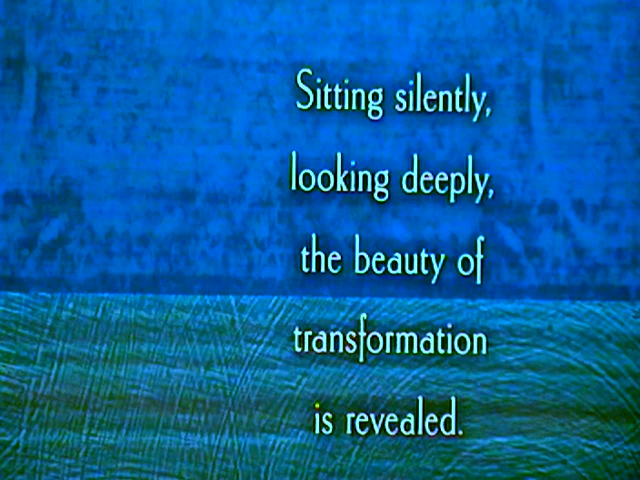 Sitting silently,
looking deeply,
the beauty of
transformation
is revealed.